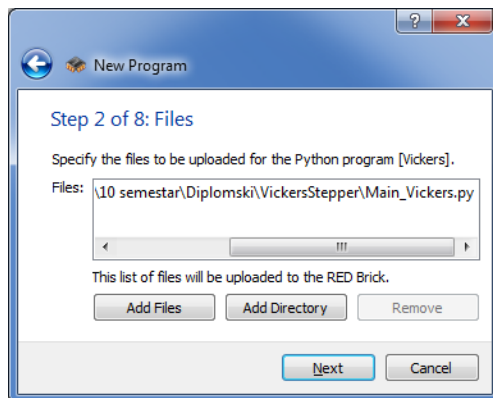 New Program
Step 2 of 8: Files
Specify the files to be uploaded for the Python program [Vickers].
Files:
\10 semestar\Diplomski\VickersStepper\Main_Vickers.py
This list of files will be uploaded to the RED Brick.
Add Files Add Directory Remove
Next Cancel